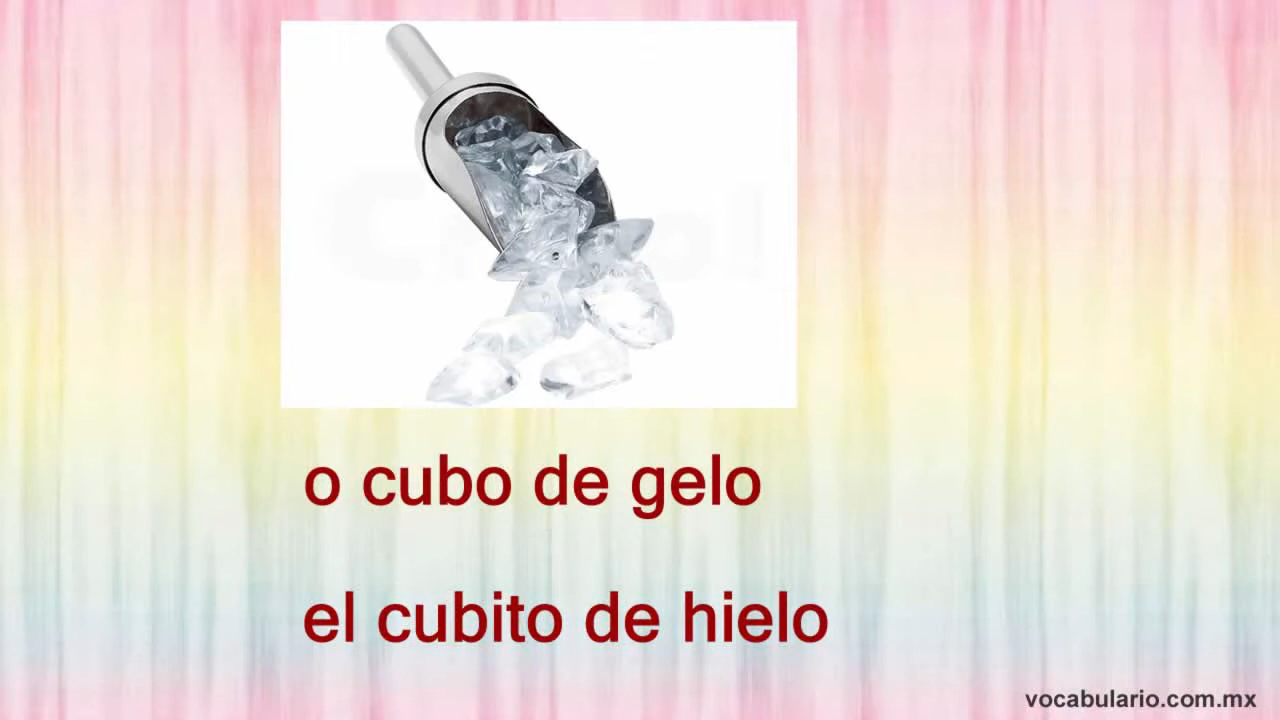 o cubo de gelo
el cubito de hielo
vocabulario.com.mx